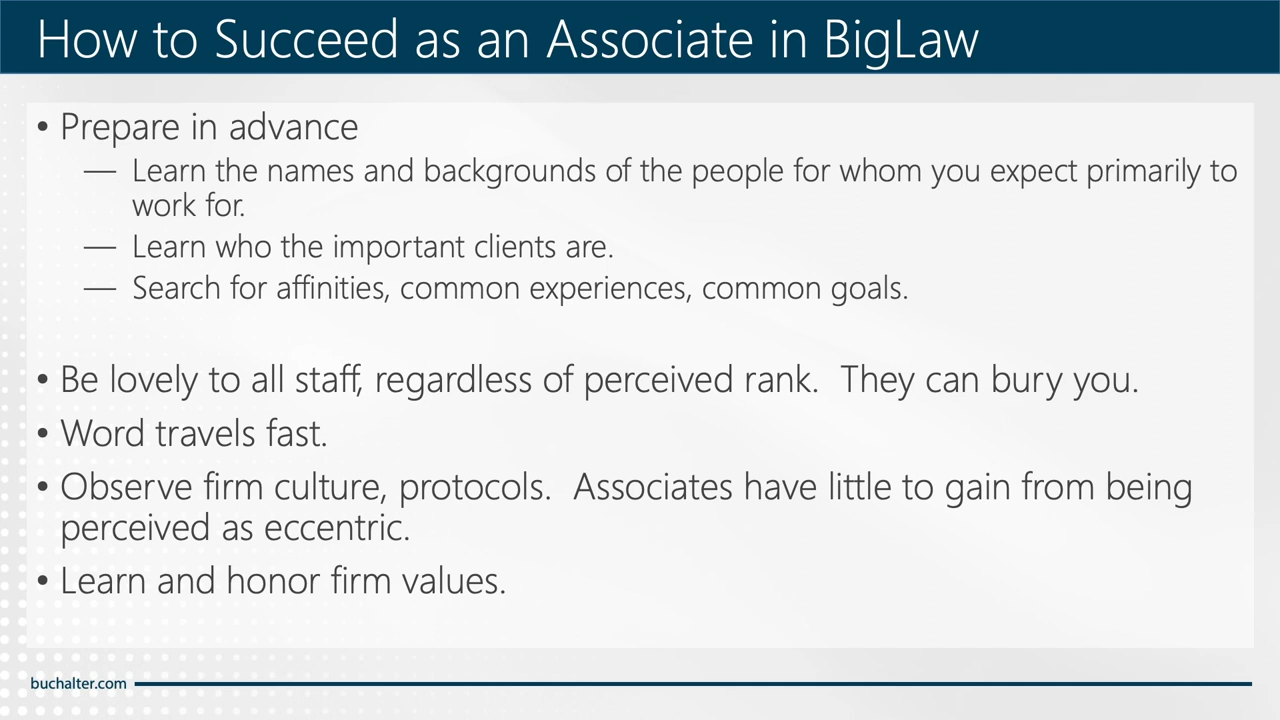 How to Succeed as an Associate in BigLaw
• Prepare in advance
— Learn the names and backgrounds of the people for whom you expect primarily to
work for.
— Learn who the important clients are.
— Search for affinities, common experiences, common goals.
• Be lovely to all staff, regardless of perceived rank.  They can bury you.
• Word travels fast.
• Observe firm culture, protocols.  Associates have little to gain from being
perceived as eccentric.
• Learn and honor firm values.
buchalter.com